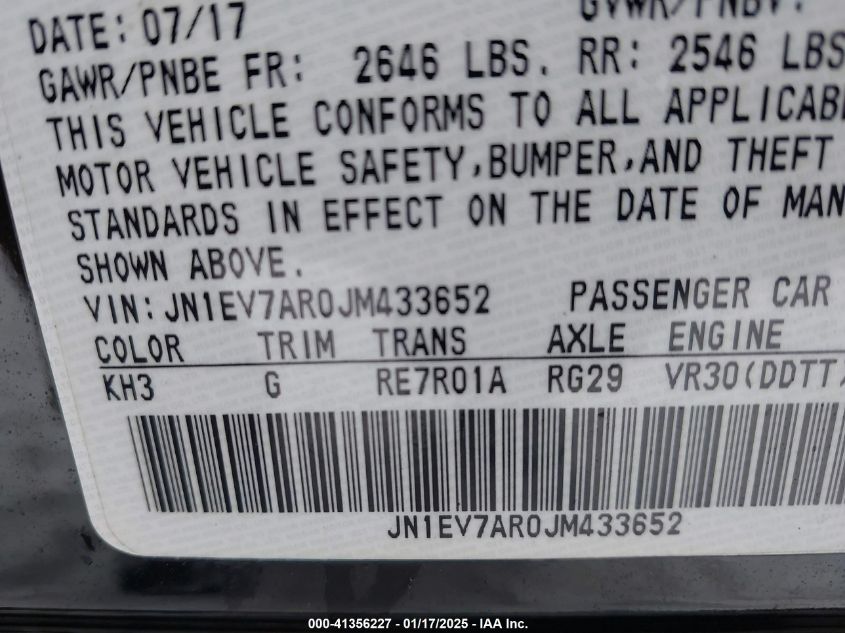 GVWR/PNBV:
DATE: 07/17
GAWR/PNBE FR: 2646 LBS. RR: 2546 LBS
THIS VEHICLE CONFORMS TO ALL
MOTOR VEHICLE SAFETY,BUMPER,AND THEFT
STANDARDS IN EFFECT ON THE DATE OF
SHOWN ABOVE.
VIN:JN1EV7AR0JM433652 PASSENGER CAR
COLOR TRIM TRANS AXLE ENGINE
KH3 G RE7R01A RG29 VR30(DDTT
JN1EV7AR0JM433652
000-41356227 - 01/17/2025 - IAA Inc.